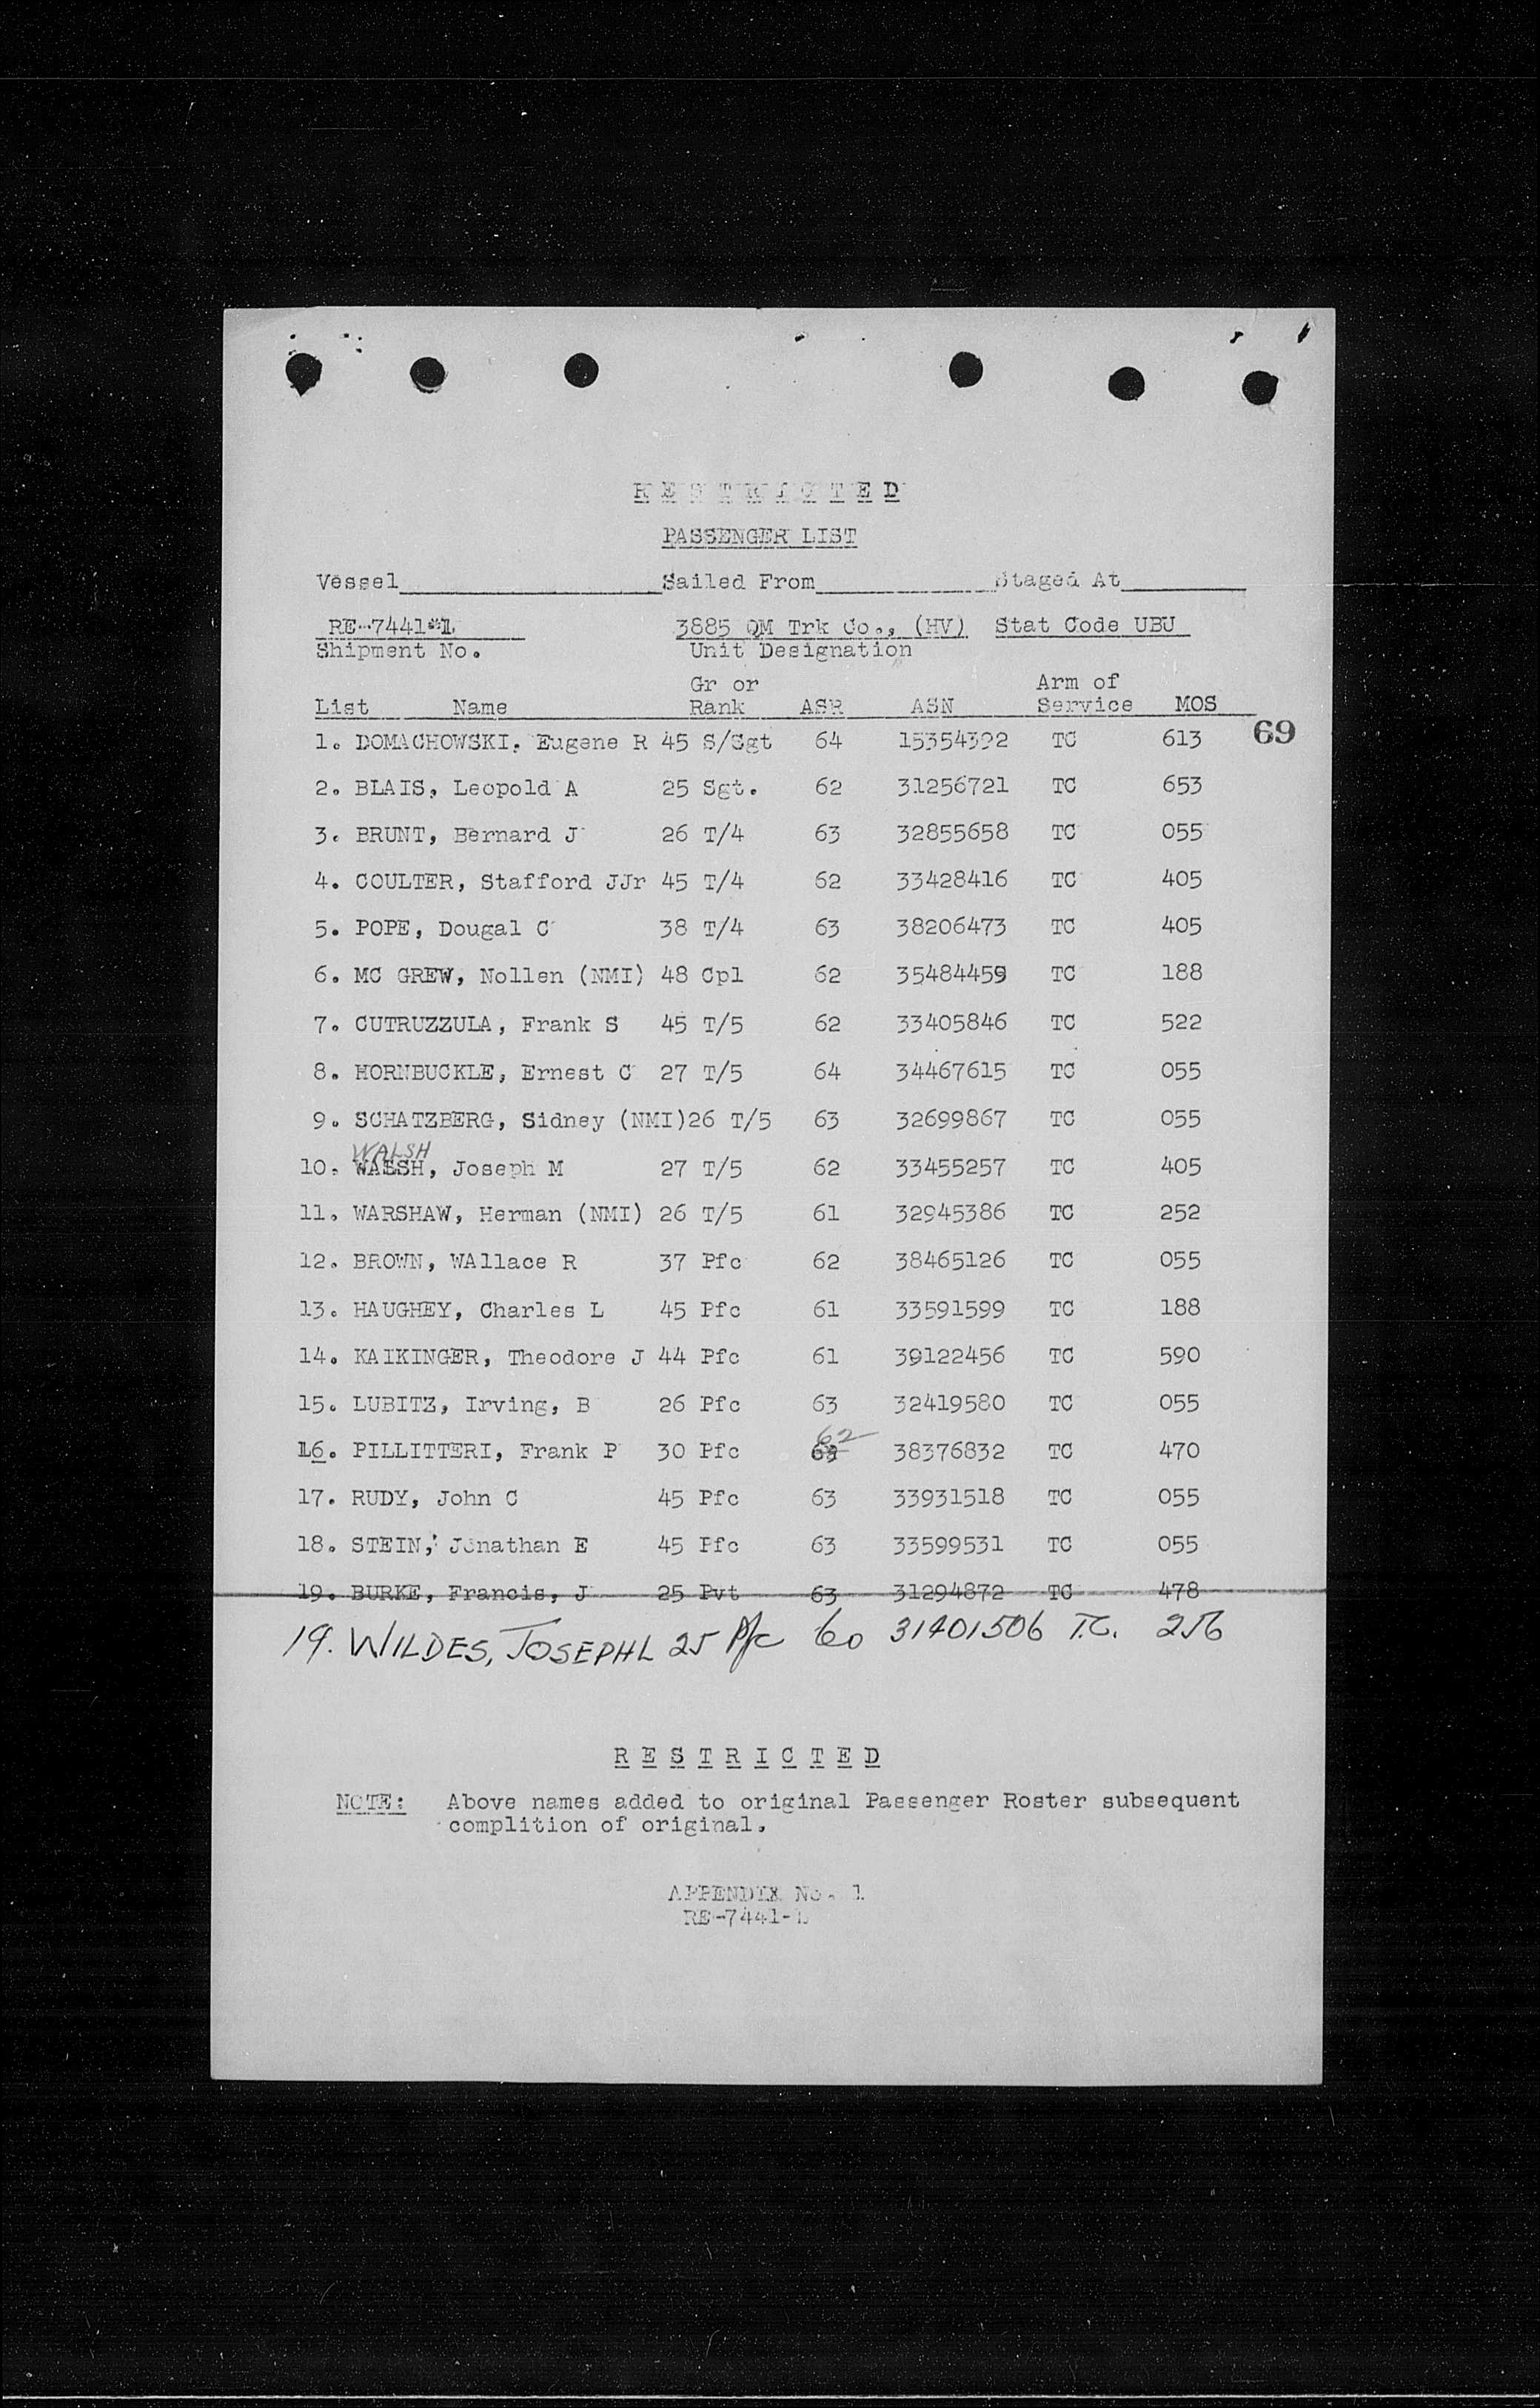 RESTRICTED
PASSENGER LIST
Vessel Sailed From Staged At
RE-7441-1 3885 QM Trk Co., (HV) Stat Code UBU
Shipment No. Unit Designation
Gr or Arm of
List Name Rank ASR ASN Service MOS
69
1. DOMACHOWSKI, Eugene R 45 S/Sgt 64 15354392 TC 613
2. BLAIS, Leopold A 25 Sgt. 62 31256721 TC 653
3. BRUNT, Bernard J 26 T/4 63 32855658 TC 055
4. COULTER, Stafford JJr 45 T/4 62 33428416 TC 405
5. POPE, Dougal C 38 T/4 63 38206473 TC 405
6. MC GREW, Nollen (NMI) 48 Cpl 62 35484459 TC 188
7. CUTRUZZULA, Frank S 45 T/5 62 33405846 TC 522
8. HORNBUCKLE, Ernest C 27 T/5 64 34467615 TC 055
9. SCHATZBERG, Sidney (NMI)26 T/5 63 32699867 TC 055
WALSH
10. WASSH, Joseph M 27 T/5 62 33455257 TC 405
11. WARSHAW, Herman (NMI) 26 T/5 61 32945386 TC 252
12. BROWN, WAllace R 37 Pfc 62 38465126 TC 055
13. HAUGHEY, Charles L 45 Pfc 61 33591599 TC 188
14. KAIKINGER, Theodore J 44 Pfc 61 39122456 TC 590
15. LUBITZ, Irving, B 26 Pfc 63 32419580 TC 055
62
16. PILLITTERI, Frank P 30 Pfc 38376832 TC 470
17. RUDY, John C 45 Pfc 63 33931518 TC 055
18. STEIN, Jonathan E 45 Pfc 63 33599531 TC 055
19. BURKE, Francis, J 25 Pvt 63 31294872 TC 478
19. WILDES, JOSEPH L 25 Pfc 60 31401506 T.C. 256
RESTRICTED
NOTE: Above names added to original Passenger Roster subsequent
complition of original.
APPENDIX No. 1
RE-7441-L